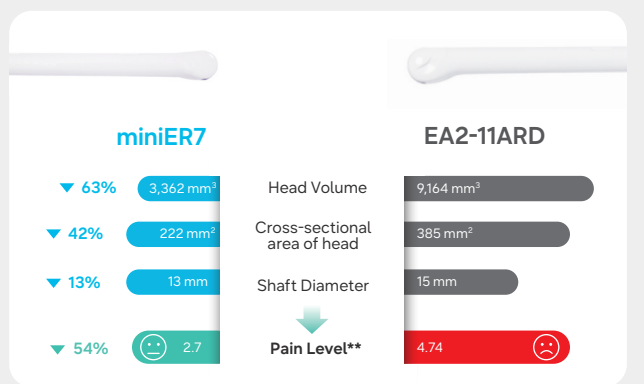 miniER7
EA2-11ARD
▼ 63%
3,362 mm³
Head Volume
9,164 mm³
▼ 42%
222 mm²
Cross-sectional
area of head
385 mm²
▼ 13%
13 mm
Shaft Diameter
15 mm
▼ 54%
2.7
Pain Level**
4.74